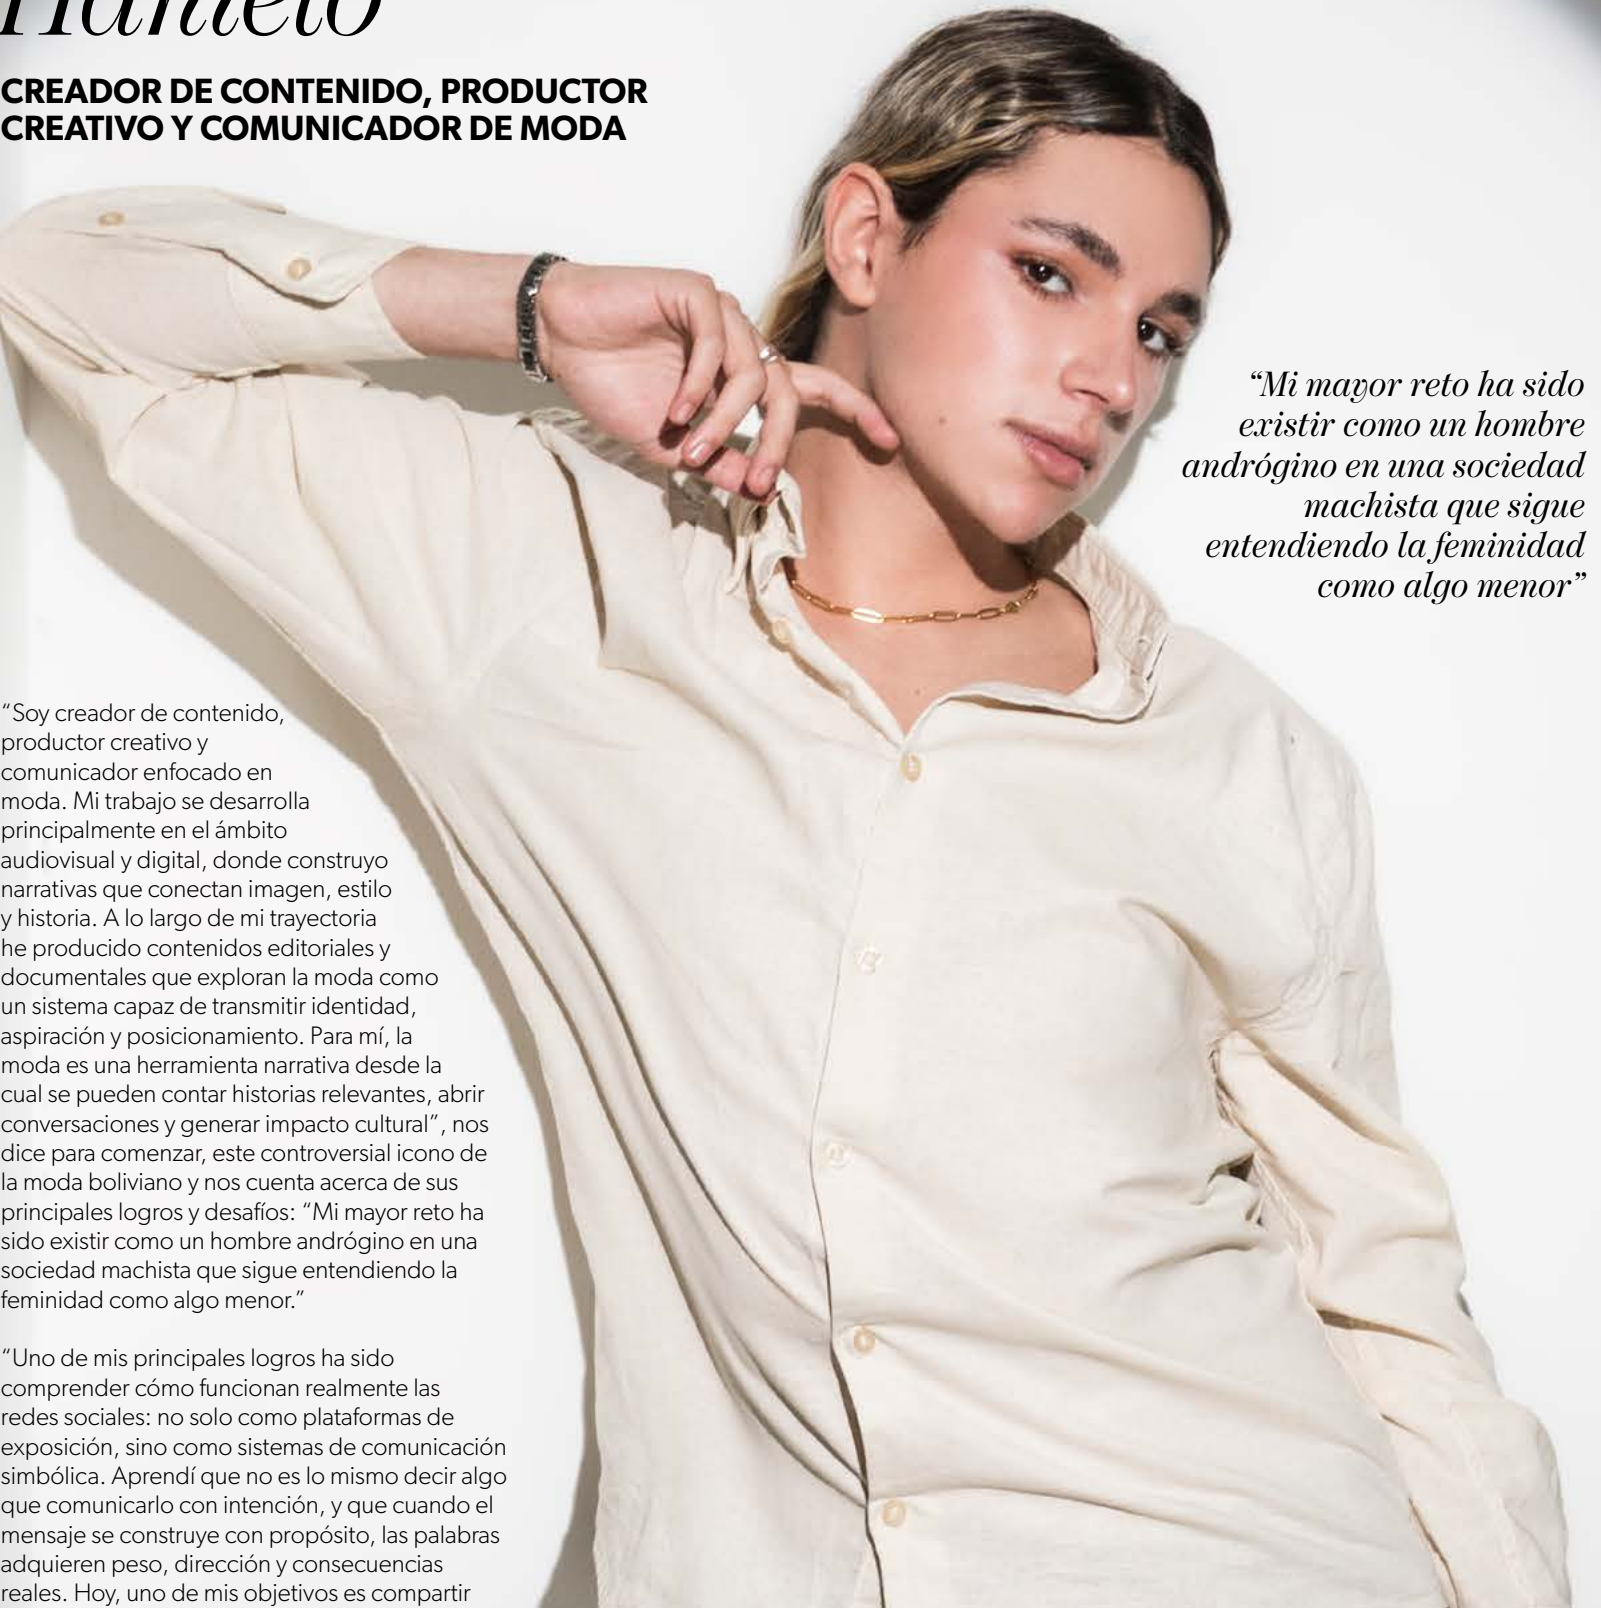 CREADOR DE CONTENIDO, PRODUCTOR
CREATIVO Y COMUNICADOR DE MODA
“Mi mayor reto ha sido
existir como un hombre
andrógino en una sociedad
machista que sigue
entendiendo la feminidad
como algo menor”
“Soy creador de contenido,
productor creativo y
comunicador enfocado en
moda. Mi trabajo se desarrolla
principalmente en el ámbito
audiovisual y digital, donde construyo
narrativas que conectan imagen, estilo
y historia. A lo largo de mi trayectoria
he producido contenidos editoriales y
documentales que exploran la moda como
un sistema capaz de transmitir identidad,
aspiración y posicionamiento. Para mí, la
moda es una herramienta narrativa desde la
cual se pueden contar historias relevantes, abrir
conversaciones y generar impacto cultural”, nos
dice para comenzar, este controversial icono de
la moda boliviano y nos cuenta acerca de sus
principales logros y desafíos: “Mi mayor reto ha
sido existir como un hombre andrógino en una
sociedad machista que sigue entendiendo la
feminidad como algo menor.”
“Uno de mis principales logros ha sido
comprender cómo funcionan realmente las
redes sociales: no solo como plataformas de
exposición, sino como sistemas de comunicación
simbólica. Aprendí que no es lo mismo decir algo
que comunicarlo con intención, y que cuando el
mensaje se construye con propósito, las palabras
adquieren peso, dirección y consecuencias
reales. Hoy, uno de mis objetivos es compartir